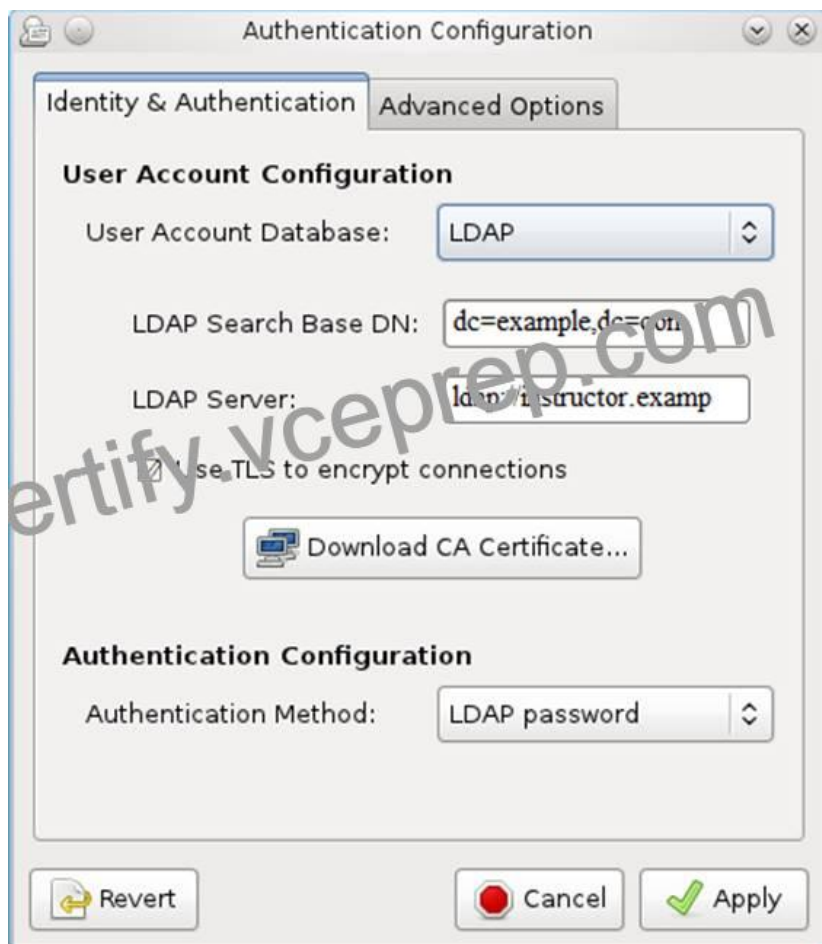 Authentication Configuration
Identity & Authentication Advanced Options
User Account Configuration
User Account Database: LDAP
LDAP Search Base DN: dc=example,dc=com
LDAP Server: ldap://instructor.examp
Use TLS to encrypt connections
Download CA Certificate...
Authentication Configuration
Authentication Method: LDAP password
Revert Cancel Apply
ertify.vceprep.com